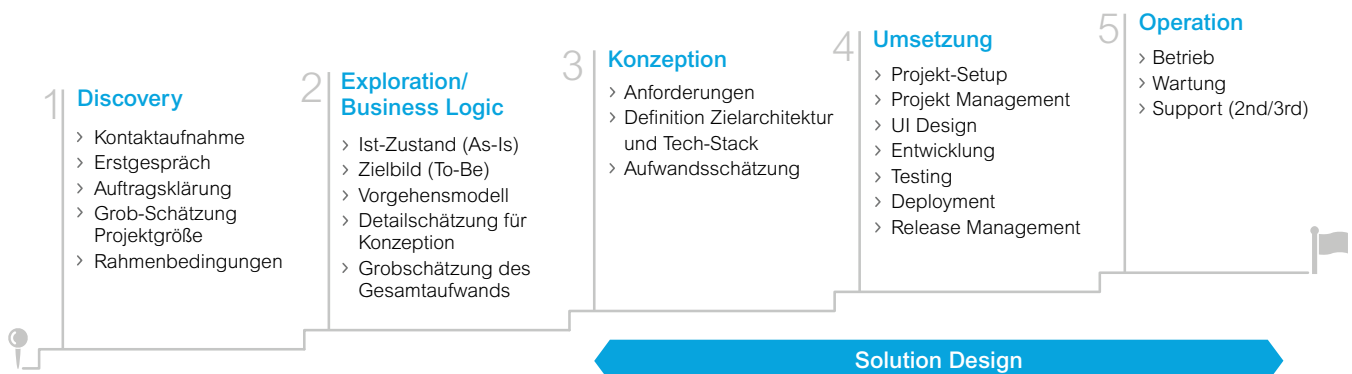 1
Discovery
› Kontaktaufnahme
› Erstgespräch
› Auftragsklärung
› Grob-Schätzung
Projektgröße
› Rahmenbedingungen
2
Exploration/
Business Logic
› Ist-Zustand (As-Is)
› Zielbild (To-Be)
› Vorgehensmodell
› Detailschätzung für
Konzeption
› Grobschätzung des
Gesamtaufwands
3
Konzeption
› Anforderungen
› Definition Zielarchitektur
und Tech-Stack
› Aufwandsschätzung
4
Umsetzung
› Projekt-Setup
› Projekt Management
› UI Design
› Entwicklung
› Testing
› Deployment
› Release Management
5
Operation
› Betrieb
› Wartung
› Support (2nd/3rd)
Solution Design